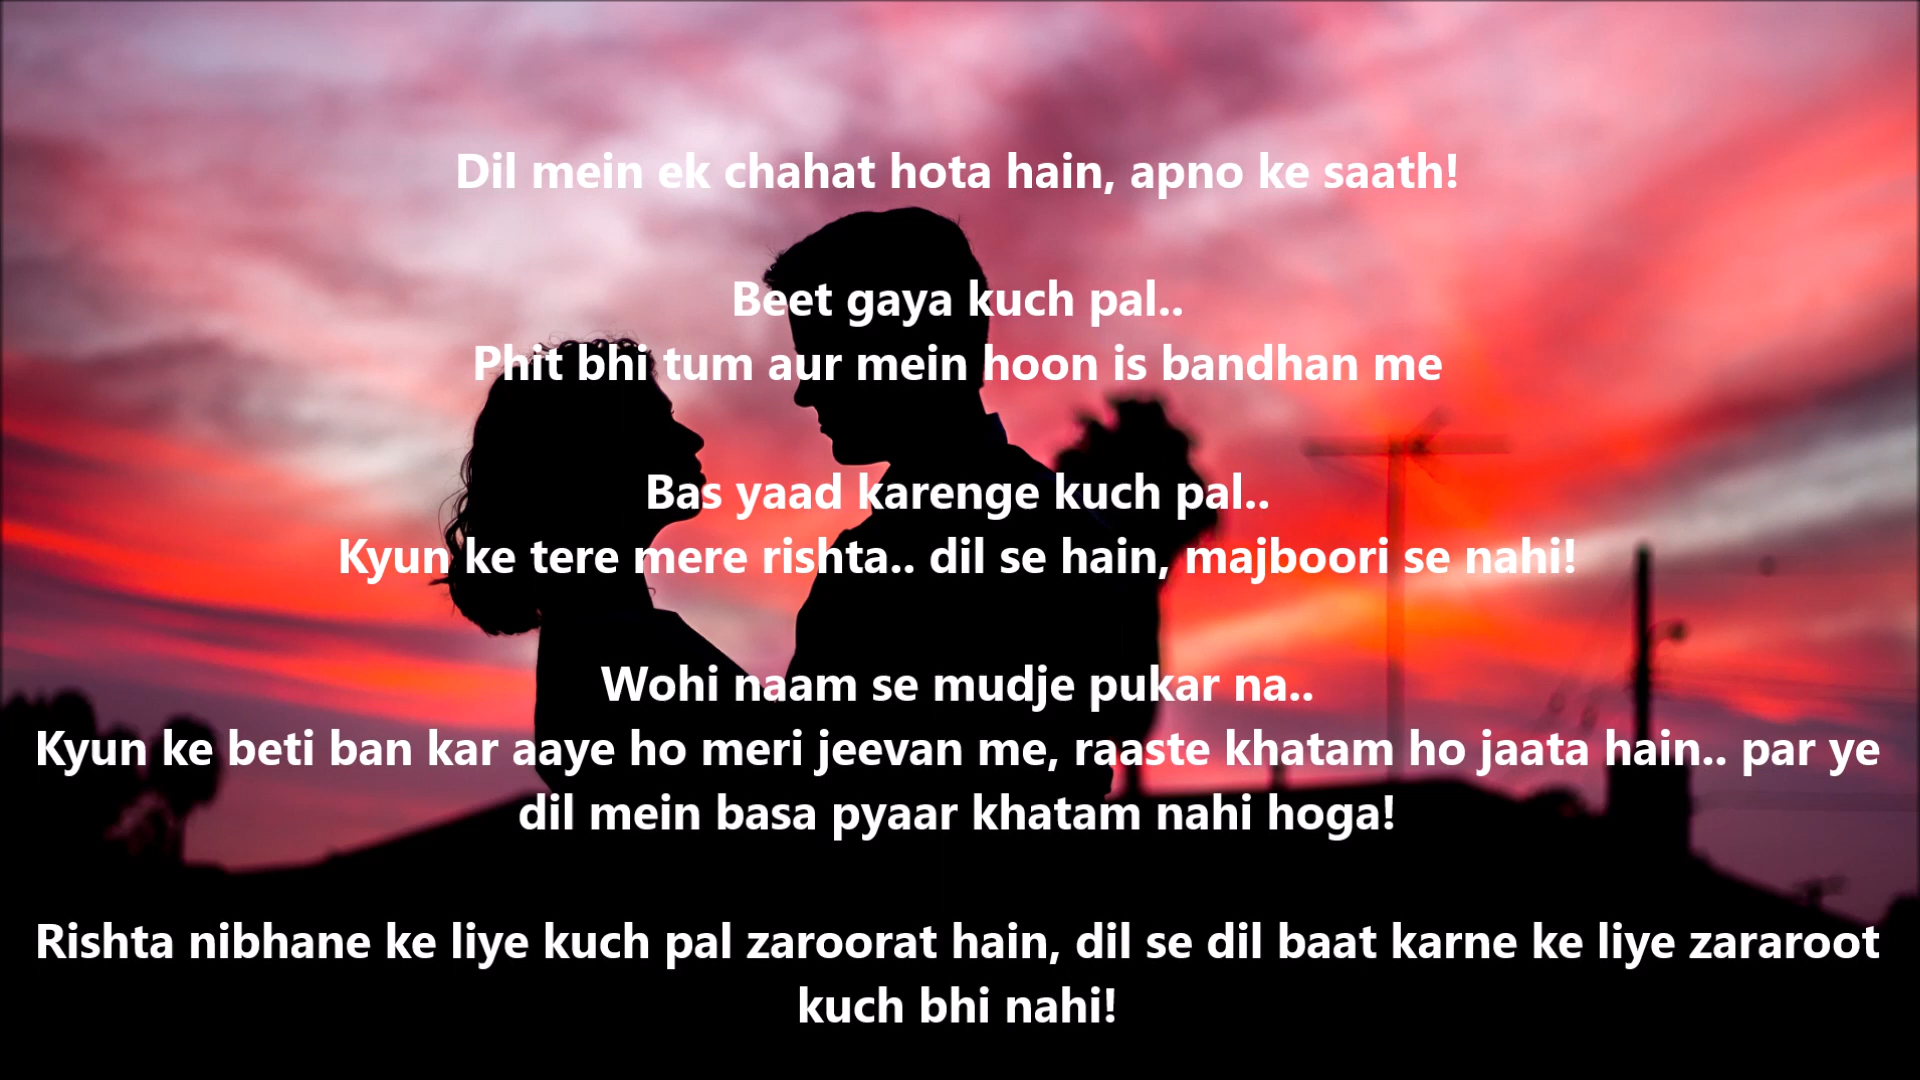 Dil mein ek chahat hota hain, apno ke saath!
Beet gaya kuch pal..
Phit bhi tum aur mein hoon is bandhan me
Bas yaad karenge kuch pal..
Kyun ke tere mere rishta.. dil se hain, majboori se nahi!
Wohi naam se mudje pukar na..
Kyun ke beti ban kar aaye ho meri jeevan me, raaste khatam ho jaata hain.. par ye
dil mein basa pyaar khatam nahi hoga!
Rishta nibhane ke liye kuch pal zaroorat hain, dil se dil baat karne ke liye zararoot
kuch bhi nahi!